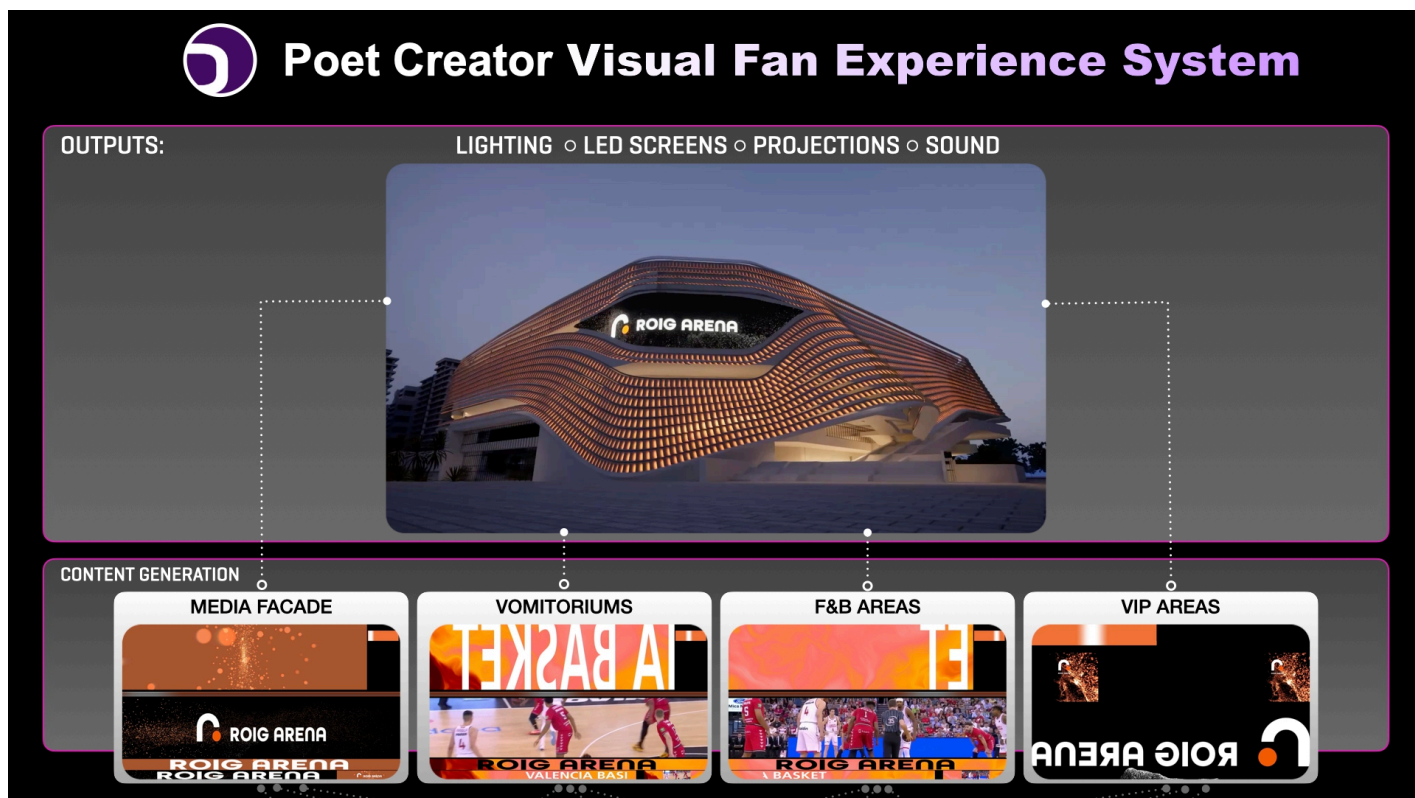 Poet Creator Visual Fan Experience System
OUTPUTS:
LIGHTING ○ LED SCREENS ○ PROJECTIONS ○ SOUND
ROIG ARENA
CONTENT GENERATION
MEDIA FACADE
VOMITORIUMS
F&B AREAS
VIP AREAS
A BASKET
ET
ROIG ARENA
ROIG ARENA
ROIG ARENA
ROIG ARENA
VALENCIA BASI
ROIG ARENA
A BASKET
ROIG ARENA